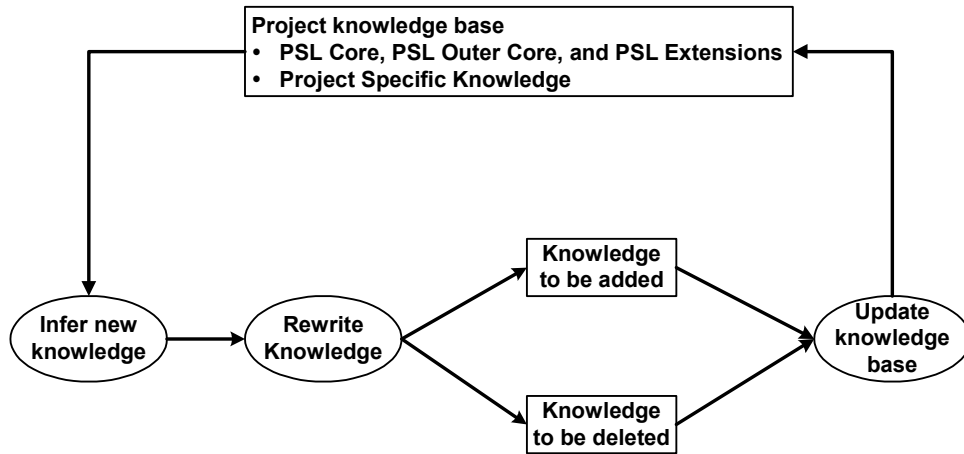 Project knowledge base
• PSL Core, PSL Outer Core, and PSL Extensions
• Project Specific Knowledge
Knowledge
to be added
Infer new
knowledge
Rewrite
Knowledge
Update
knowledge
base
Knowledge
to be deleted